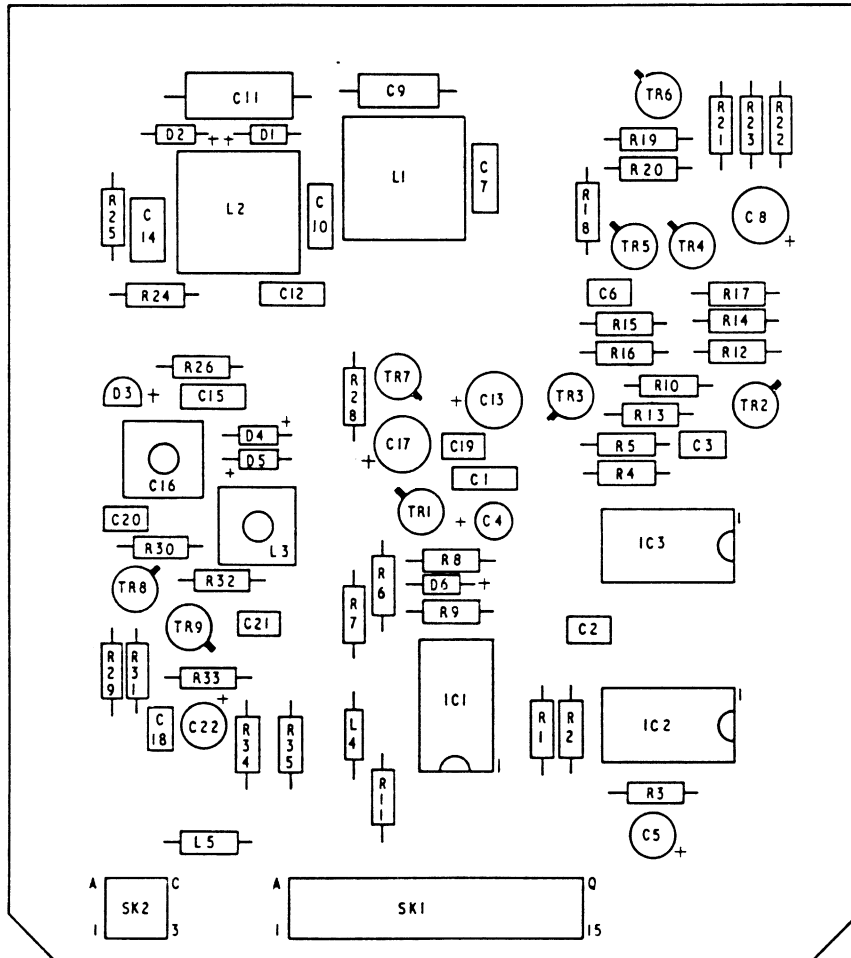 C11
C9
TR6
R21
R23
R22
D2 ++ D1
R19
R20
L1
C7
R25
C14
L2
C10
R18
C8
+
TR5
TR4
R24
C12
C6
R17
R15
R14
R16
R12
R26
D3 +
C15
R28
TR7
+ C13
TR3
R10
R13
TR2
D4 +
D5
+
C17
+
C19
R5
C3
C16
C1
R4
C20
L3
TR1
+ C4
IC3
1
R30
R8
TR8
R32
R6
D6 +
R7
R9
TR9
C21
C2
R29
R31
R33
+
C18
C22
R34
R35
L4
IC1
1
R1
R2
IC2
1
R11
R3
L5
C5
+
A C
SK2
1 3
A Q
SK1
1 15